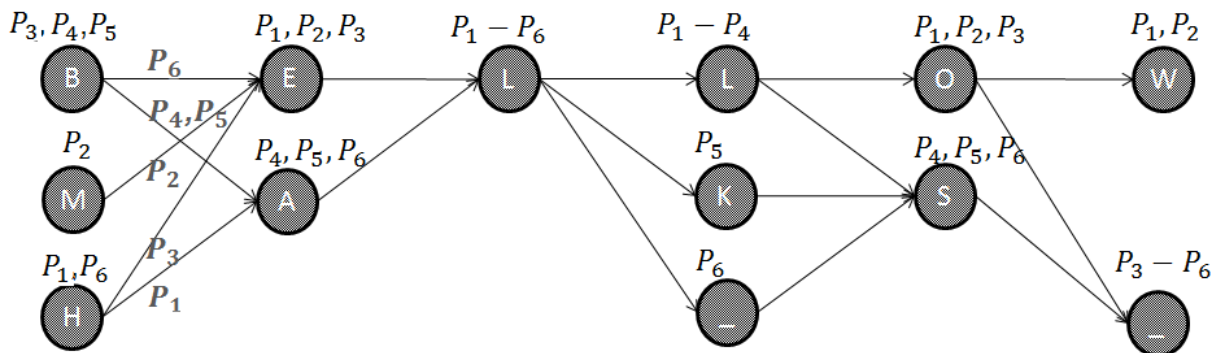 P₃, P₄, P₅
P₁, P₂, P₃
P₁ − P₆
P₁ − P₄
P₁, P₂, P₃
P₁, P₂
B
P₆
E
L
L
O
W
P₄, P₅
P₂
P₄, P₅, P₆
P₅
P₄, P₅, P₆
M
P₂
A
K
S
P₁, P₆
P₃
P₆
P₃ − P₆
H
P₁
_
_